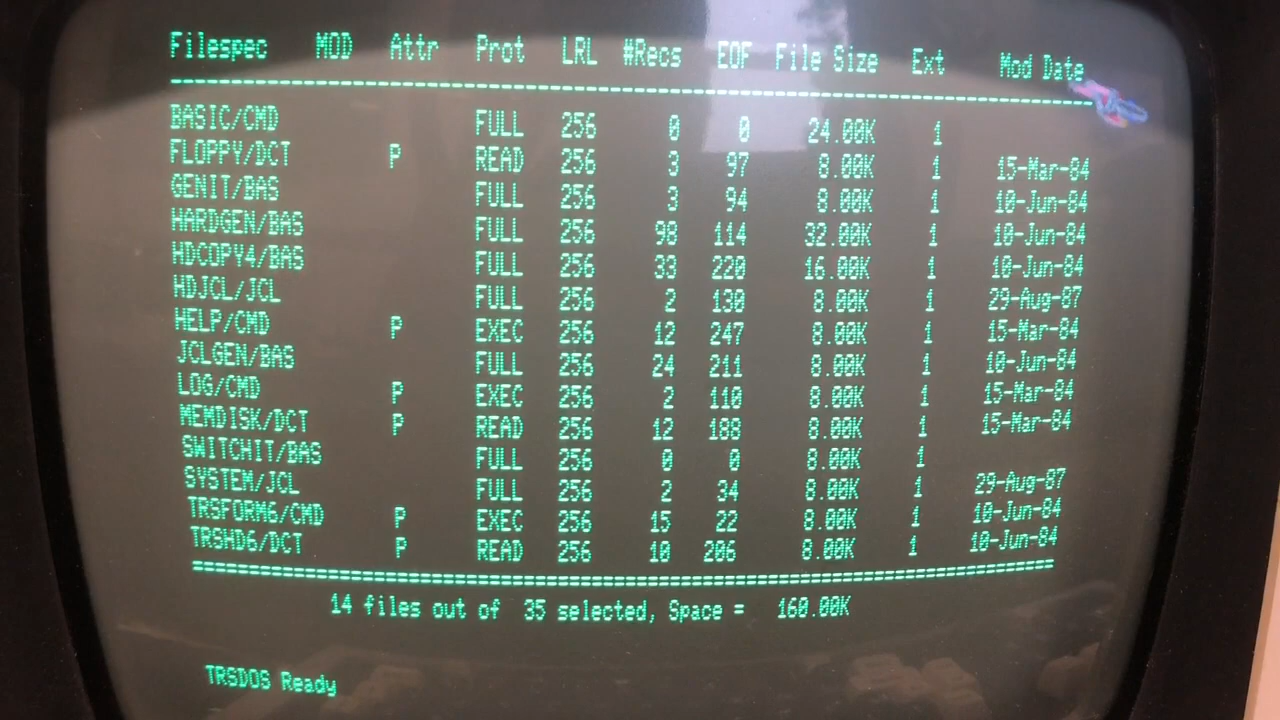 Filespec MOD Attr Prot LRL #Recs EOF File Size Ext Mod Date
BASIC/CMD FULL 256 0 0 24.00K 1
FLOPPY/DCT P READ 256 3 97 8.00K 1 15-Mar-84
GENIT/BAS FULL 256 3 94 8.00K 1 10-Jun-84
HARDGEN/BAS FULL 256 98 114 32.00K 1 10-Jun-84
HDCOPY4/BAS FULL 256 33 220 16.00K 1 10-Jun-84
HDJCL/JCL FULL 256 2 130 8.00K 1 29-Aug-87
HELP/CMD P EXEC 256 12 247 8.00K 1 15-Mar-84
JCLGEN/BAS FULL 256 24 211 8.00K 1 10-Jun-84
LOG/CMD P EXEC 256 2 110 8.00K 1 15-Mar-84
MEMDISK/DCT P READ 256 12 188 8.00K 1 15-Mar-84
SWITCHIT/BAS FULL 256 0 0 8.00K 1
SYSTEM/JCL FULL 256 2 34 8.00K 1 29-Aug-87
TRSFORM6/CMD P EXEC 256 15 22 8.00K 1 10-Jun-84
TRSHD6/DCT P READ 256 10 206 8.00K 1 10-Jun-84
14 files out of 35 selected, Space = 160.00K
TRSDOS Ready